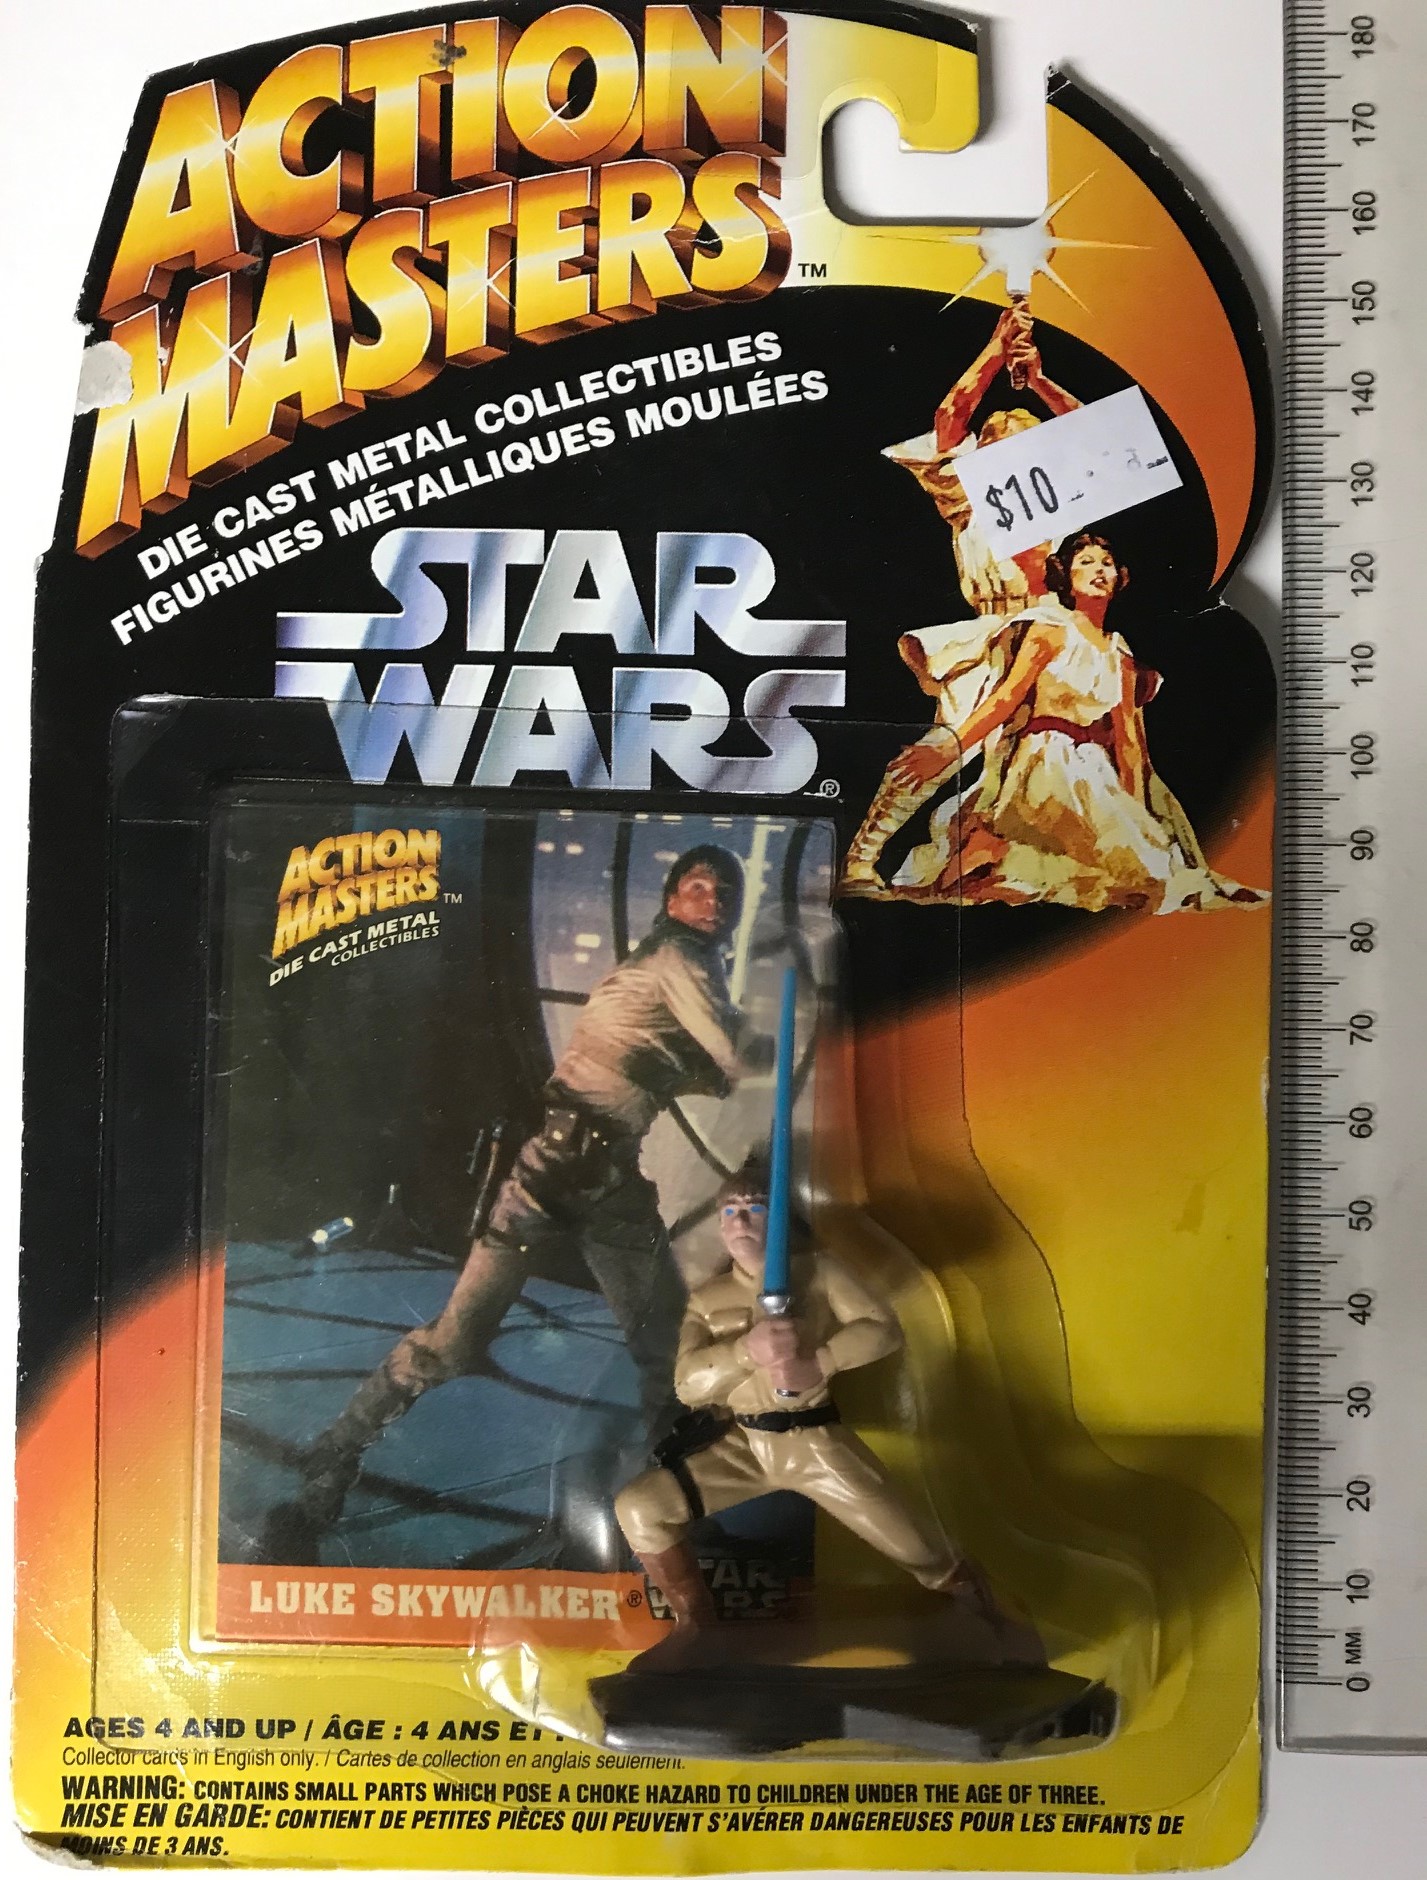 ACTION
MASTERS™
DIE CAST METAL COLLECTIBLES
FIGURINES MÉTALLIQUES MOULÉES
$10
STAR
WARS®
ACTION
MASTERS™
DIE CAST METAL
COLLECTIBLES
LUKE SKYWALKER®
STAR
WARS
AGES 4 AND UP / ÂGE : 4 ANS ET
Collector cards in English only. / Cartes de collection en anglais seulement.
WARNING: CONTAINS SMALL PARTS WHICH POSE A CHOKE HAZARD TO CHILDREN UNDER THE AGE OF THREE.
MISE EN GARDE: CONTIENT DE PETITES PIÈCES QUI PEUVENT S'AVÉRER DANGEREUSES POUR LES ENFANTS DE
MOINS DE 3 ANS.
180
170
160
150
140
130
120
110
100
90
80
70
60
50
40
30
20
10
0 MM